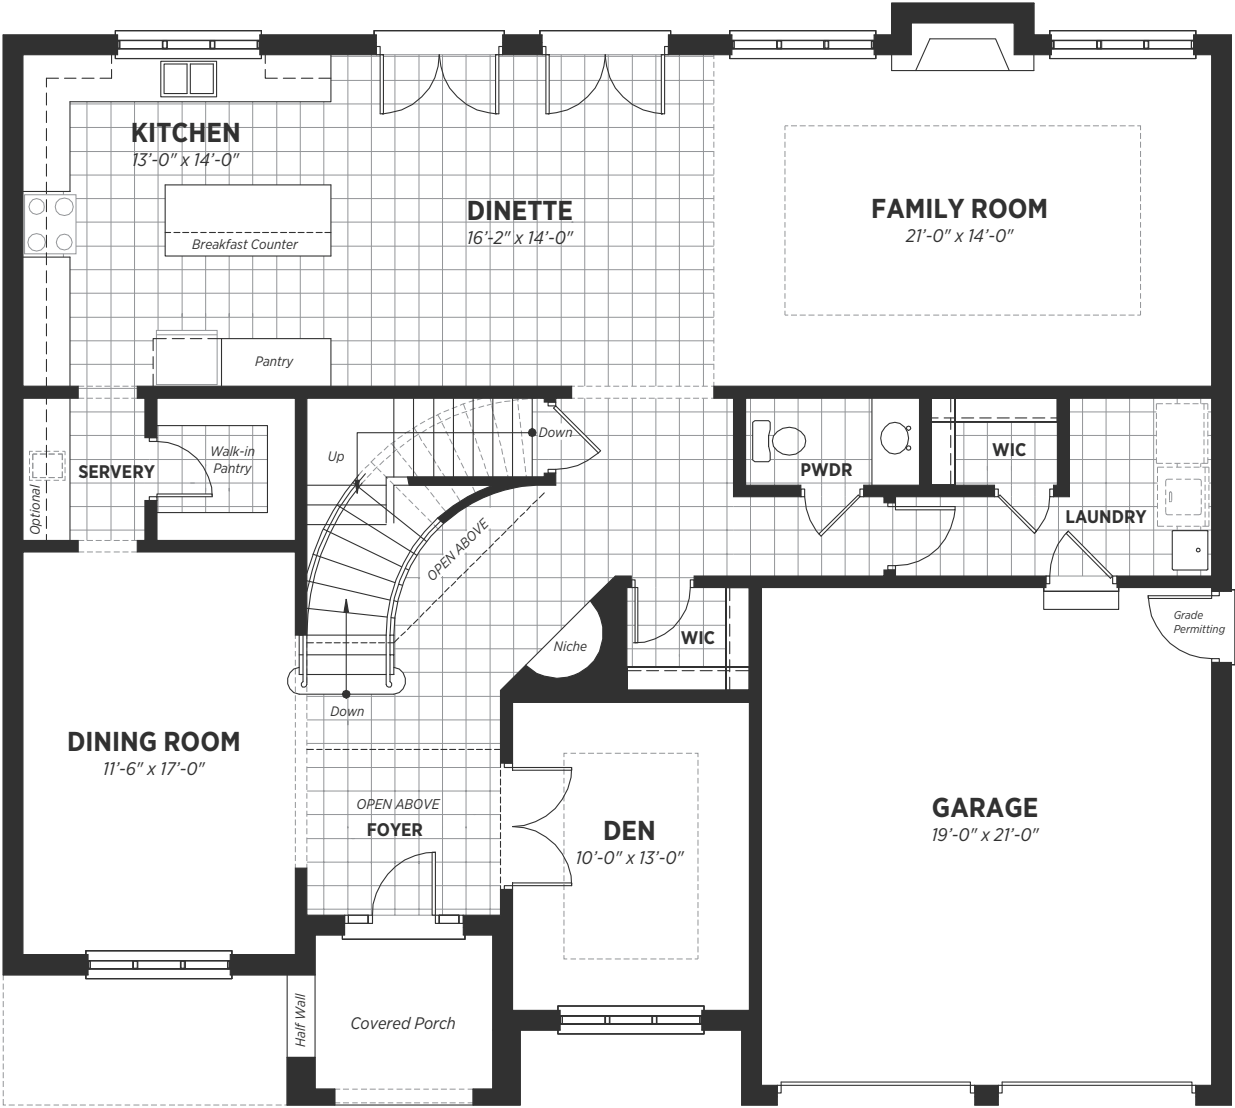 KITCHEN
13'-0" x 14'-0"
Breakfast Counter
DINETTE
16'-2" x 14'-0"
FAMILY ROOM
21'-0" x 14'-0"
Pantry
Optional
SERVERY
Walk-in
Pantry
Up
Down
OPEN ABOVE
PWDR
WIC
LAUNDRY
Grade
Permitting
WIC
Niche
Down
DINING ROOM
11'-6" x 17'-0"
OPEN ABOVE
FOYER
DEN
10'-0" x 13'-0"
GARAGE
19'-0" x 21'-0"
Half Wall
Covered Porch